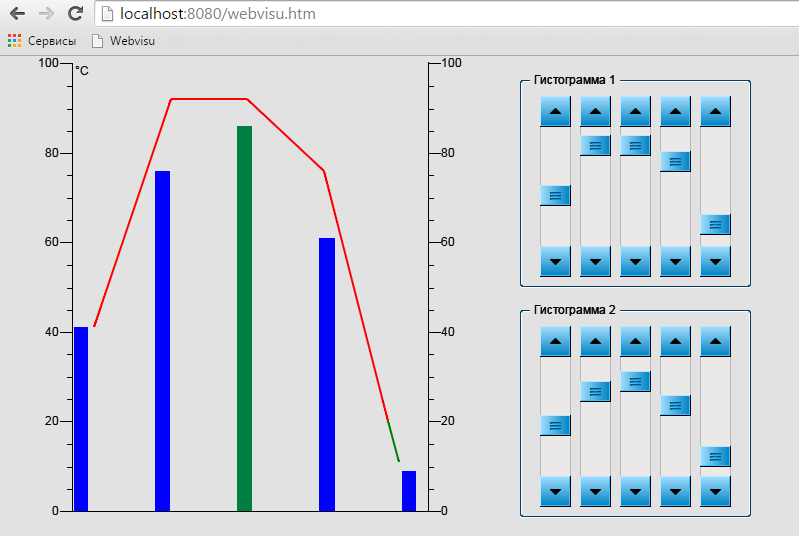 localhost:8080/webvisu.htm
Сервисы Webvisu
100 °C 100
80 80
60 60
40 40
20 20
0 0
Гистограмма 1
Гистограмма 2